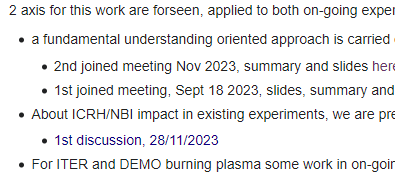 2 axis for this work are forseen, applied to both on-going exper
a fundamental understanding oriented approach is carried
2nd joined meeting Nov 2023, summary and slides here
1st joined meeting, Sept 18 2023, slides, summary and
About ICRH/NBI impact in existing experiments, we are pre
1st discussion, 28/11/2023
For ITER and DEMO burning plasma some work in on-goin